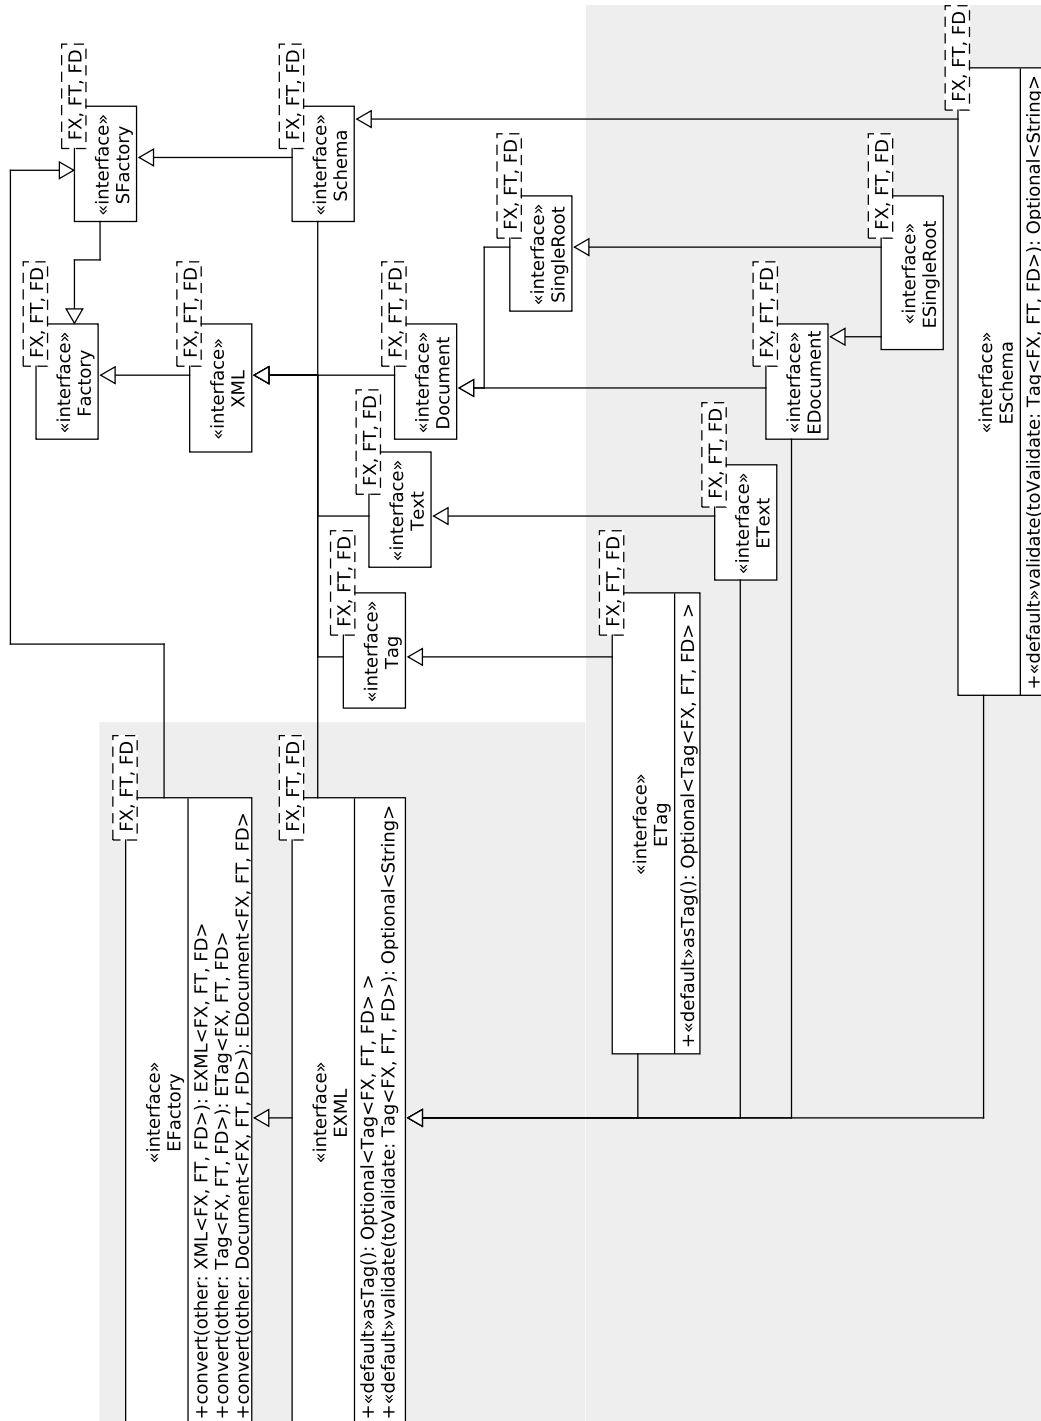 FX, FT, FD
«interface»
Factory
FX, FT, FD
«interface»
SFactory
FX, FT, FD
«interface»
EFactory
+convert(other: XML<FX, FT, FD>): EXML<FX, FT, FD>
+convert(other: Tag<FX, FT, FD>): ETag<FX, FT, FD>
+convert(other: Document<FX, FT, FD>): EDocument<FX, FT, FD>
FX, FT, FD
«interface»
XML
FX, FT, FD
«interface»
Schema
FX, FT, FD
«interface»
EXML
+«default»asTag(): Optional<Tag<FX, FT, FD> >
+«default»validate(toValidate: Tag<FX, FT, FD>): Optional<String>
FX, FT, FD
«interface»
Tag
FX, FT, FD
«interface»
Text
FX, FT, FD
«interface»
Document
FX, FT, FD
«interface»
SingleRoot
FX, FT, FD
«interface»
ETag
+«default»asTag(): Optional<Tag<FX, FT, FD> >
FX, FT, FD
«interface»
EText
FX, FT, FD
«interface»
EDocument
FX, FT, FD
«interface»
ESingleRoot
FX, FT, FD
«interface»
ESchema
+«default»validate(toValidate: Tag<FX, FT, FD>): Optional<String>